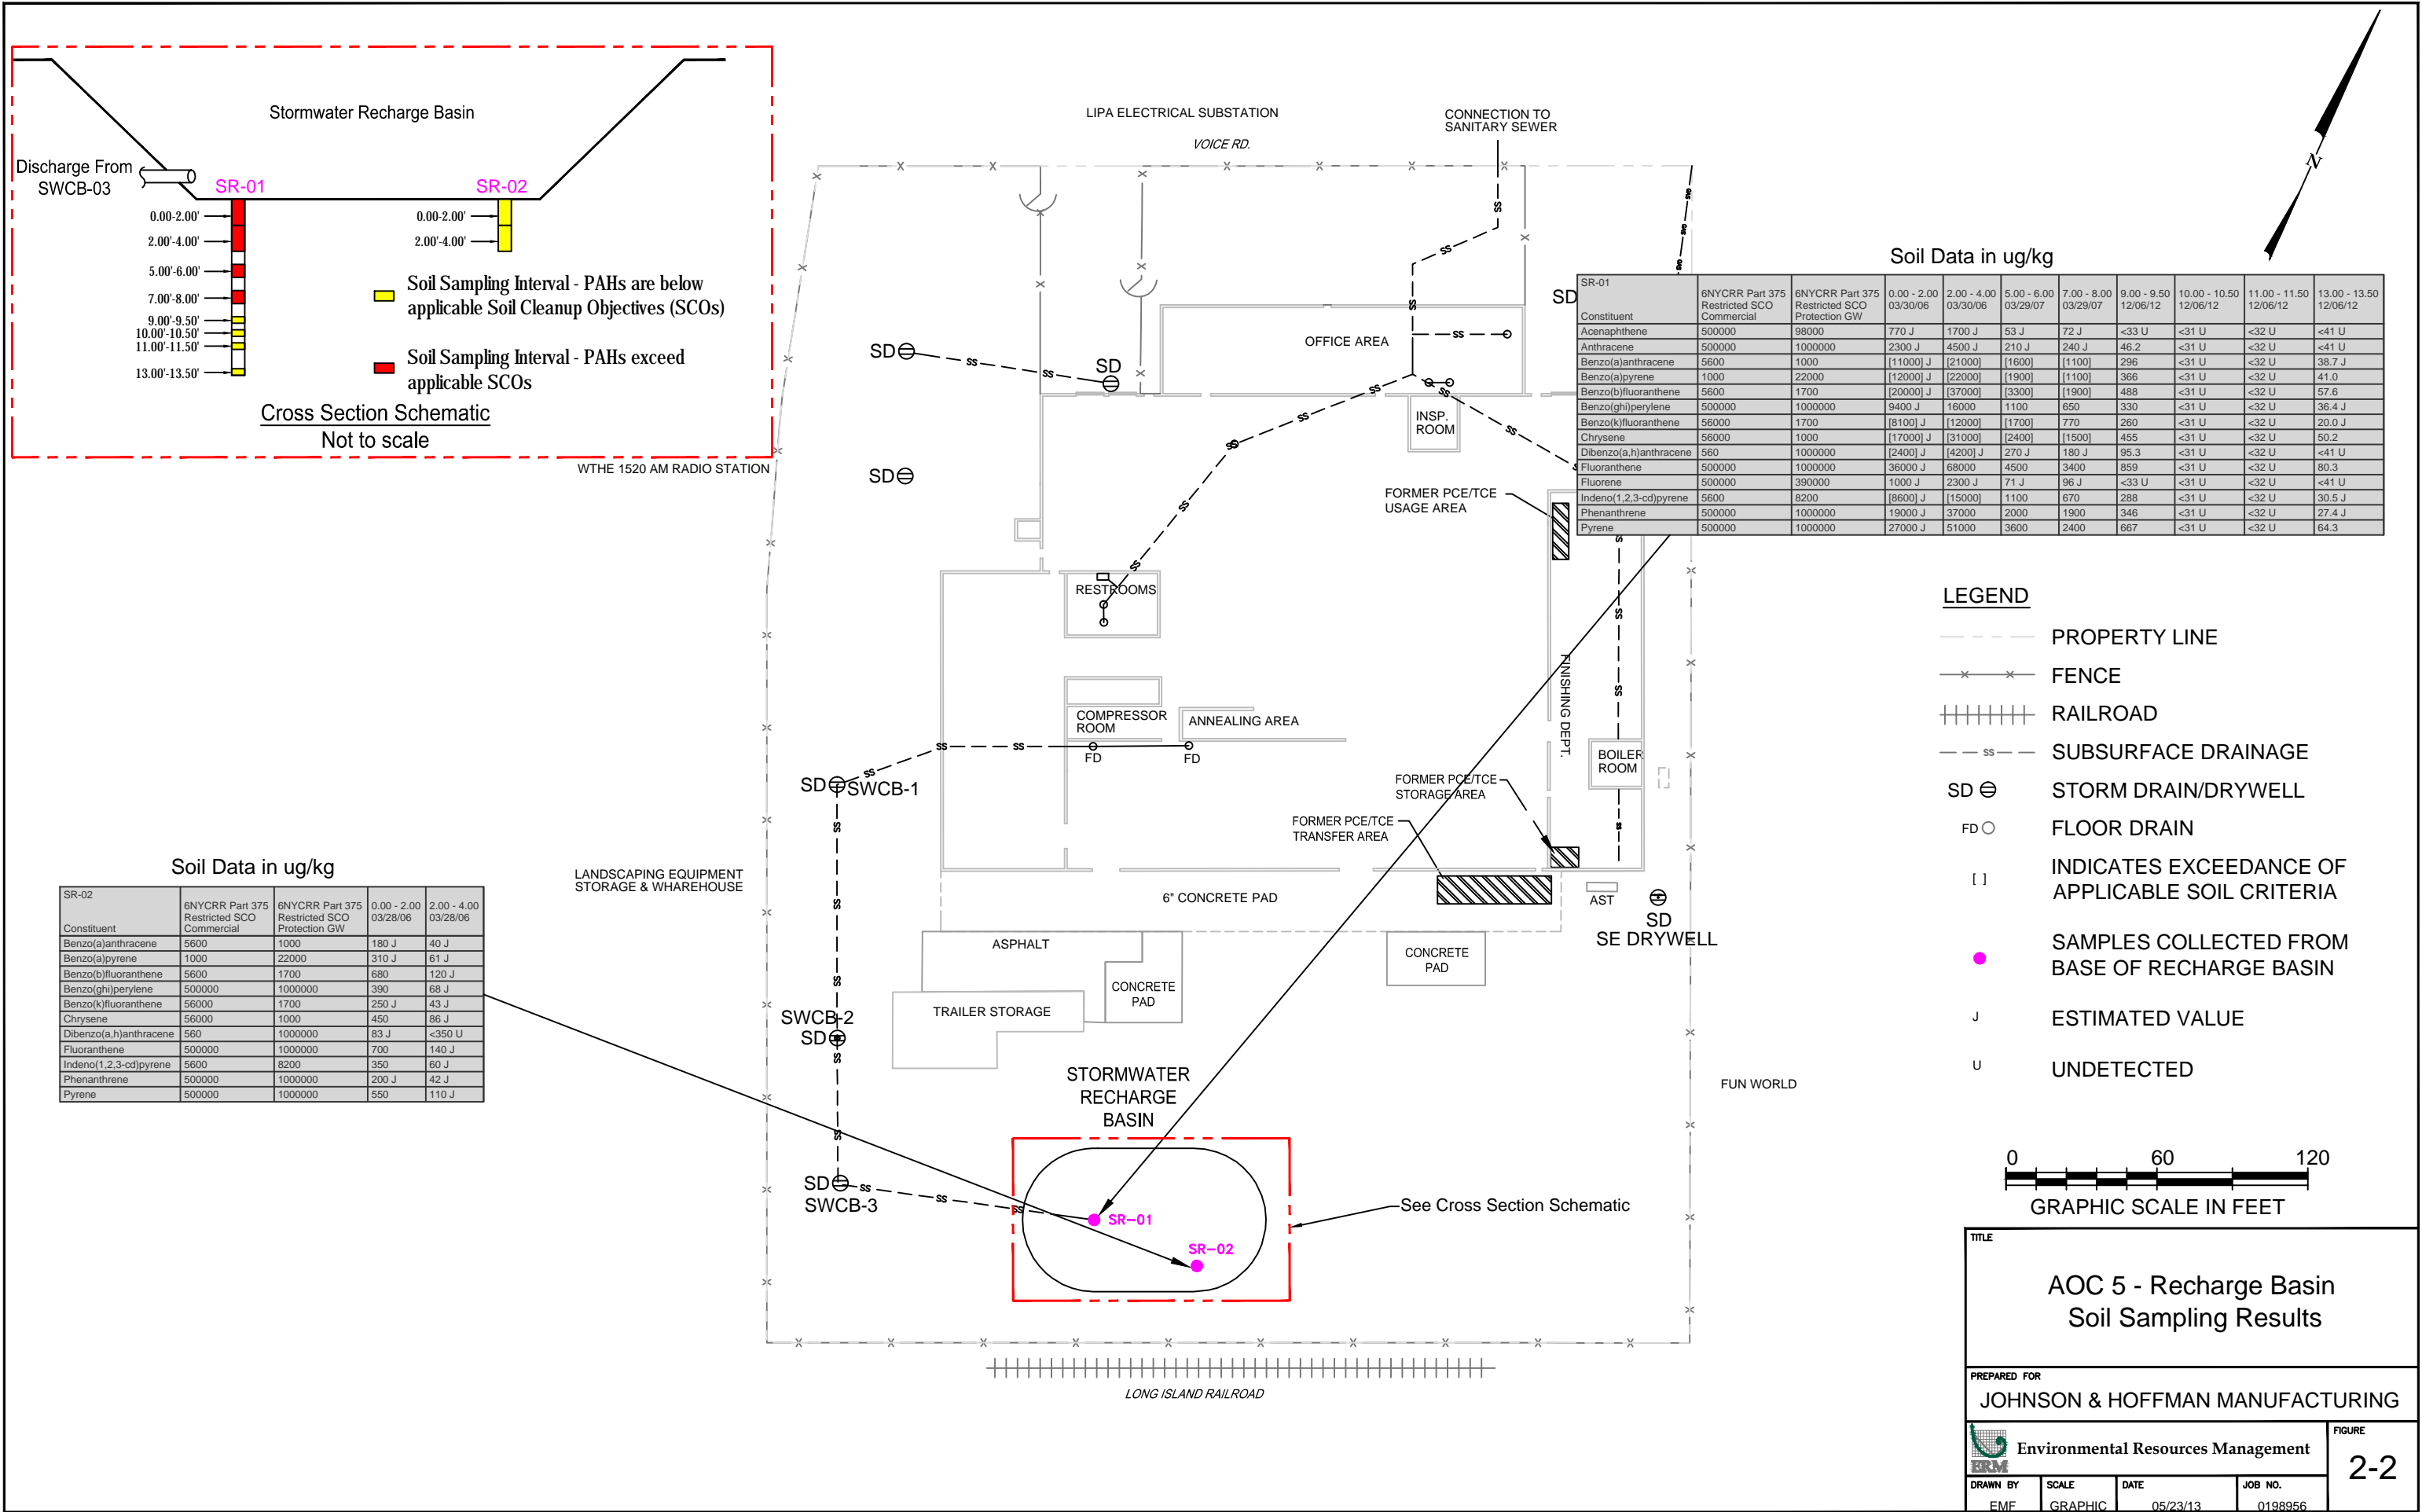 Stormwater Recharge Basin
Discharge From
SWCB-03
SR-01
SR-02
0.00-2.00'
2.00'-4.00'
5.00'-6.00'
7.00'-8.00'
9.00'-9.50'
10.00'-10.50'
11.00'-11.50'
13.00'-13.50'
0.00-2.00'
2.00'-4.00'
Soil Sampling Interval - PAHs are below
applicable Soil Cleanup Objectives (SCOs)
Soil Sampling Interval - PAHs exceed
applicable SCOs
Cross Section Schematic
Not to scale
LIPA ELECTRICAL SUBSTATION
VOICE RD.
CONNECTION TO
SANITARY SEWER
N
WTHE 1520 AM RADIO STATION
SD
SD
SD
SD
OFFICE AREA
INSP.
ROOM
FORMER PCE/TCE
USAGE AREA
RESTROOMS
COMPRESSOR
ROOM
ANNEALING AREA
FD
FD
FINISHING DEPT.
BOILER
ROOM
FORMER PCE/TCE
STORAGE AREA
FORMER PCE/TCE
TRANSFER AREA
SD SWCB-1
LANDSCAPING EQUIPMENT
STORAGE & WHAREHOUSE
6" CONCRETE PAD
AST
SD
SE DRYWELL
ASPHALT
CONCRETE
PAD
CONCRETE
PAD
TRAILER STORAGE
SWCB-2
SD
STORMWATER
RECHARGE
BASIN
FUN WORLD
SD
SWCB-3
SR-01
SR-02
See Cross Section Schematic
LONG ISLAND RAILROAD
Soil Data in ug/kg
SR-01
Constituent 6NYCRR Part 375 Restricted SCO Commercial 6NYCRR Part 375 Restricted SCO Protection GW 0.00 - 2.00 03/30/06 2.00 - 4.00 03/30/06 5.00 - 6.00 03/29/07 7.00 - 8.00 03/29/07 9.00 - 9.50 12/06/12 10.00 - 10.50 12/06/12 11.00 - 11.50 12/06/12 13.00 - 13.50 12/06/12
Acenaphthene 500000 98000 770 J 1700 J 53 J 72 J <33 U <31 U <32 U <41 U
Anthracene 500000 1000000 2300 J 4500 J 210 J 240 J 46.2 <31 U <32 U <41 U
Benzo(a)anthracene 5600 1000 [11000] J [21000] [1600] [1100] 296 <31 U <32 U 38.7 J
Benzo(a)pyrene 1000 22000 [12000] J [22000] [1900] [1100] 366 <31 U <32 U 41.0
Benzo(b)fluoranthene 5600 1700 [20000] J [37000] [3300] [1900] 488 <31 U <32 U 57.6
Benzo(ghi)perylene 500000 1000000 9400 J 16000 1100 650 330 <31 U <32 U 36.4 J
Benzo(k)fluoranthene 56000 1700 [8100] J [12000] [1700] 770 260 <31 U <32 U 20.0 J
Chrysene 56000 1000 [17000] J [31000] [2400] [1500] 455 <31 U <32 U 50.2
Dibenzo(a,h)anthracene 560 1000000 [2400] J [4200] J 270 J 180 J 95.3 <31 U <32 U <41 U
Fluoranthene 500000 1000000 36000 J 68000 4500 3400 859 <31 U <32 U 80.3
Fluorene 500000 390000 1000 J 2300 J 71 J 96 J <33 U <31 U <32 U <41 U
Indeno(1,2,3-cd)pyrene 5600 8200 [8600] J [15000] 1100 670 288 <31 U <32 U 30.5 J
Phenanthrene 500000 1000000 19000 J 37000 2000 1900 346 <31 U <32 U 27.4 J
Pyrene 500000 1000000 27000 J 51000 3600 2400 667 <31 U <32 U 64.3
Soil Data in ug/kg
SR-02
Constituent 6NYCRR Part 375 Restricted SCO Commercial 6NYCRR Part 375 Restricted SCO Protection GW 0.00 - 2.00 03/28/06 2.00 - 4.00 03/28/06
Benzo(a)anthracene 5600 1000 180 J 40 J
Benzo(a)pyrene 1000 22000 310 J 61 J
Benzo(b)fluoranthene 5600 1700 680 120 J
Benzo(ghi)perylene 500000 1000000 390 68 J
Benzo(k)fluoranthene 56000 1700 250 J 43 J
Chrysene 56000 1000 450 86 J
Dibenzo(a,h)anthracene 560 1000000 83 J <350 U
Fluoranthene 500000 1000000 700 140 J
Indeno(1,2,3-cd)pyrene 5600 8200 350 60 J
Phenanthrene 500000 1000000 200 J 42 J
Pyrene 500000 1000000 550 110 J
LEGEND
PROPERTY LINE
FENCE
RAILROAD
SS SUBSURFACE DRAINAGE
SD STORM DRAIN/DRYWELL
FD FLOOR DRAIN
[ ] INDICATES EXCEEDANCE OF
APPLICABLE SOIL CRITERIA
SAMPLES COLLECTED FROM
BASE OF RECHARGE BASIN
J ESTIMATED VALUE
U UNDETECTED
0 60 120
GRAPHIC SCALE IN FEET
TITLE
AOC 5 - Recharge Basin
Soil Sampling Results
PREPARED FOR
JOHNSON & HOFFMAN MANUFACTURING
ERM
Environmental Resources Management
FIGURE
2-2
DRAWN BY SCALE DATE JOB NO.
EMF GRAPHIC 05/23/13 0198956